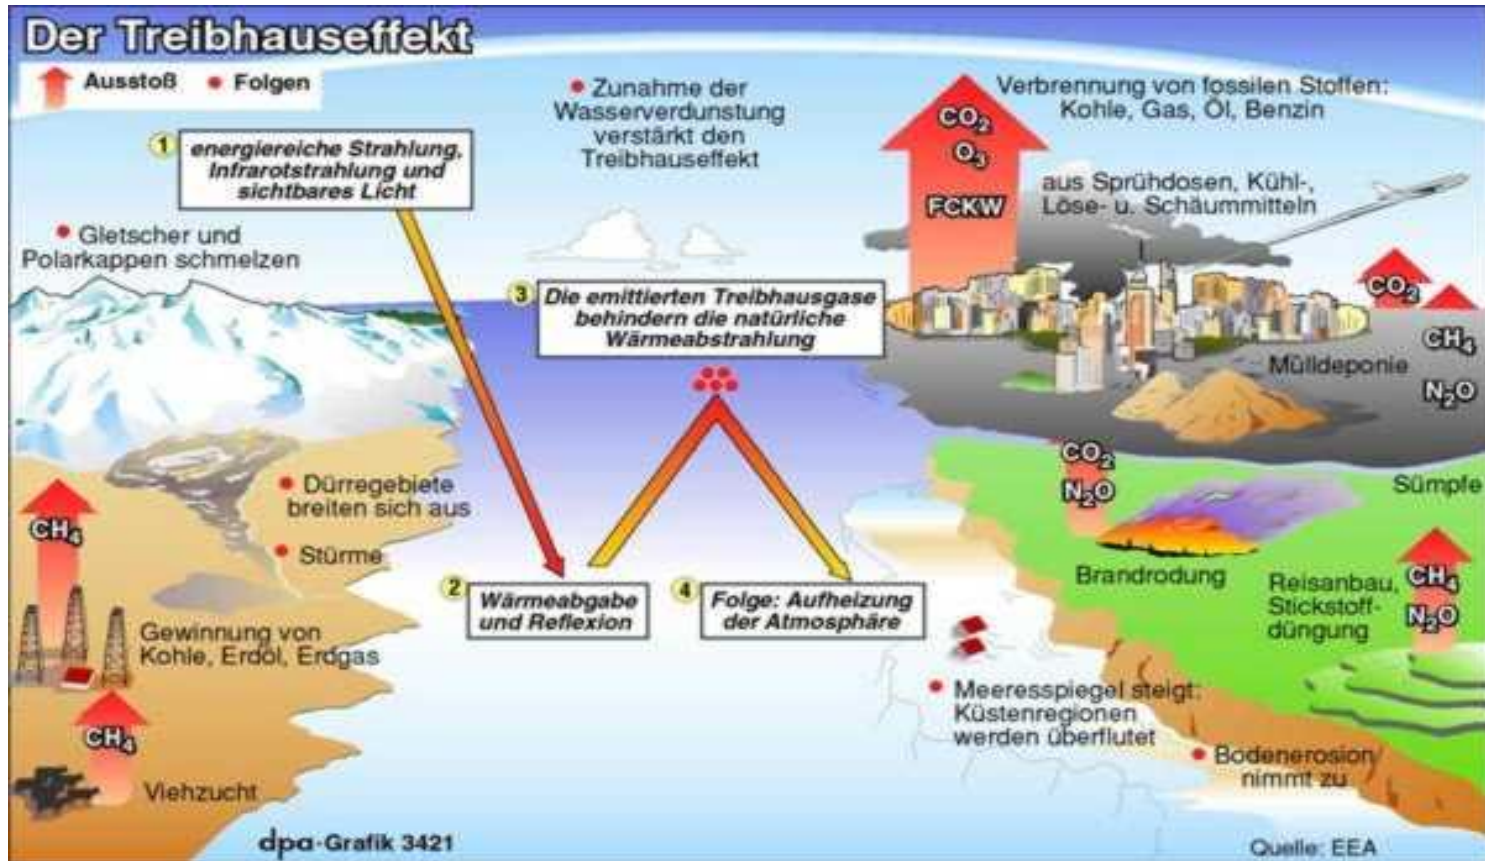 Der Treibhauseffekt
Ausstoß • Folgen
1
energiereiche Strahlung,
Infrarotstrahlung und
sichtbares Licht
• Gletscher und
Polarkappen schmelzen
• Zunahme der
Wasserverdunstung
verstärkt den
Treibhauseffekt
Verbrennung von fossilen Stoffen:
Kohle, Gas, Öl, Benzin
CO₂
O₃
FCKW
aus Sprühdosen, Kühl-,
Löse- u. Schäummitteln
3
Die emittierten Treibhausgase
behindern die natürliche
Wärmeabstrahlung
CO₂
CH₄
N₂O
Mülldeponie
• Dürregebiete
breiten sich aus
• Stürme
CH₄
Gewinnung von
Kohle, Erdöl, Erdgas
CH₄
Viehzucht
2
Wärmeabgabe
und Reflexion
4
Folge: Aufheizung
der Atmosphäre
CO₂
N₂O
Brandrodung
Sümpfe
Reisanbau,
Stickstoff-
düngung
CH₄
N₂O
• Meeresspiegel steigt:
Küstenregionen
werden überflutet
• Bodenerosion
nimmt zu
dpa-Grafik 3421
Quelle: EEA